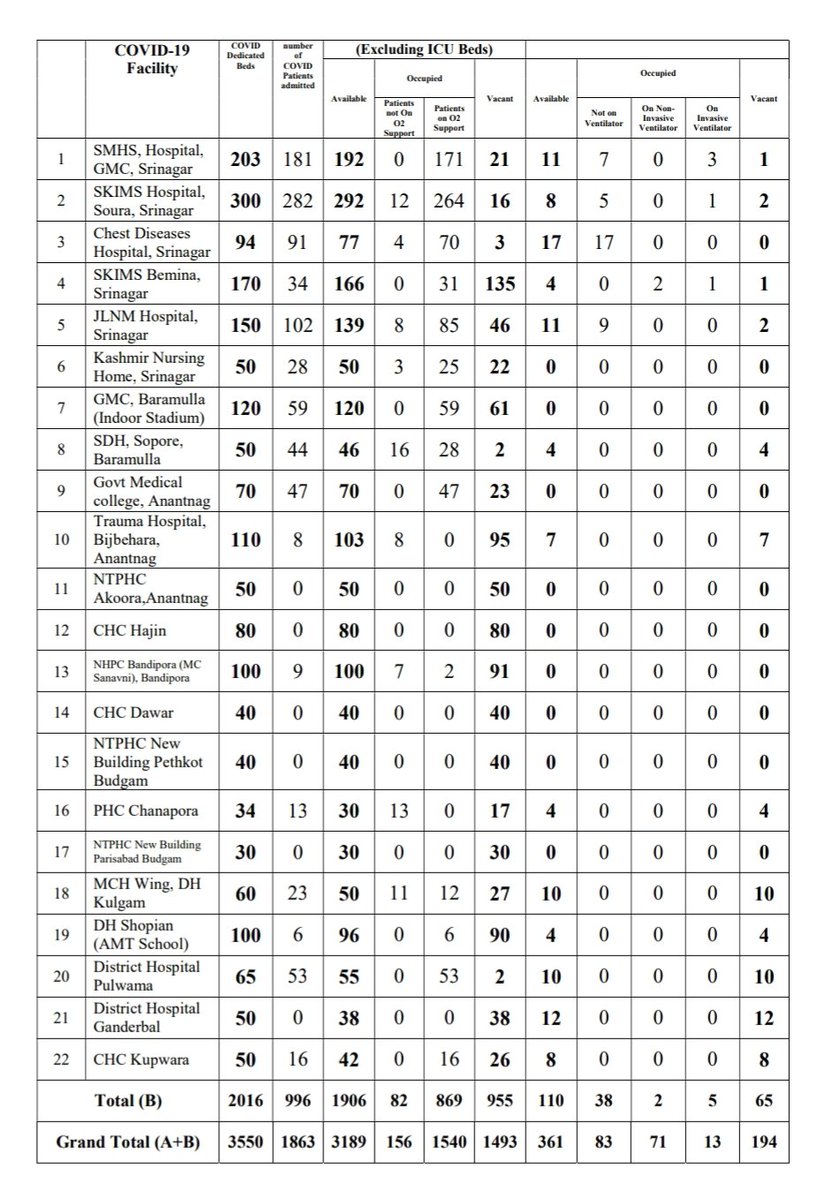 COVID-19 Facility COVID Dedicated Beds number of COVID Patients admitted (Excluding ICU Beds)
Available Occupied Vacant Available Occupied Vacant
Patients not On O2 Support Patients on O2 Support Not on Ventilator On Non-Invasive Ventilator On Invasive Ventilator
1 SMHS, Hospital, GMC, Srinagar 203 181 192 0 171 21 11 7 0 3 1
2 SKIMS Hospital, Soura, Srinagar 300 282 292 12 264 16 8 5 0 1 2
3 Chest Diseases Hospital, Srinagar 94 91 77 4 70 3 17 17 0 0 0
4 SKIMS Bemina, Srinagar 170 34 166 0 31 135 4 0 2 1 1
5 JLNM Hospital, Srinagar 150 102 139 8 85 46 11 9 0 0 2
6 Kashmir Nursing Home, Srinagar 50 28 50 3 25 22 0 0 0 0 0
7 GMC, Baramulla (Indoor Stadium) 120 59 120 0 59 61 0 0 0 0 0
8 SDH, Sopore, Baramulla 50 44 46 16 28 2 4 0 0 0 4
9 Govt Medical college, Anantnag 70 47 70 0 47 23 0 0 0 0 0
10 Trauma Hospital, Bijbehara, Anantnag 110 8 103 8 0 95 7 0 0 0 7
11 NTPHC Akoora,Anantnag 50 0 50 0 0 50 0 0 0 0 0
12 CHC Hajin 80 0 80 0 0 80 0 0 0 0 0
13 NHPC Bandipora (MC Sanavni), Bandipora 100 9 100 7 2 91 0 0 0 0 0
14 CHC Dawar 40 0 40 0 0 40 0 0 0 0 0
15 NTPHC New Building Pethkot Budgam 40 0 40 0 0 40 0 0 0 0 0
16 PHC Chanapora 34 13 30 13 0 17 4 0 0 0 4
17 NTPHC New Building Parisabad Budgam 30 0 30 0 0 30 0 0 0 0 0
18 MCH Wing, DH Kulgam 60 23 50 11 12 27 10 0 0 0 10
19 DH Shopian (AMT School) 100 6 96 0 6 90 4 0 0 0 4
20 District Hospital Pulwama 65 53 55 0 53 2 10 0 0 0 10
21 District Hospital Ganderbal 50 0 38 0 0 38 12 0 0 0 12
22 CHC Kupwara 50 16 42 0 16 26 8 0 0 0 8
Total (B) 2016 996 1906 82 869 955 110 38 2 5 65
Grand Total (A+B) 3550 1863 3189 156 1540 1493 361 83 71 13 194